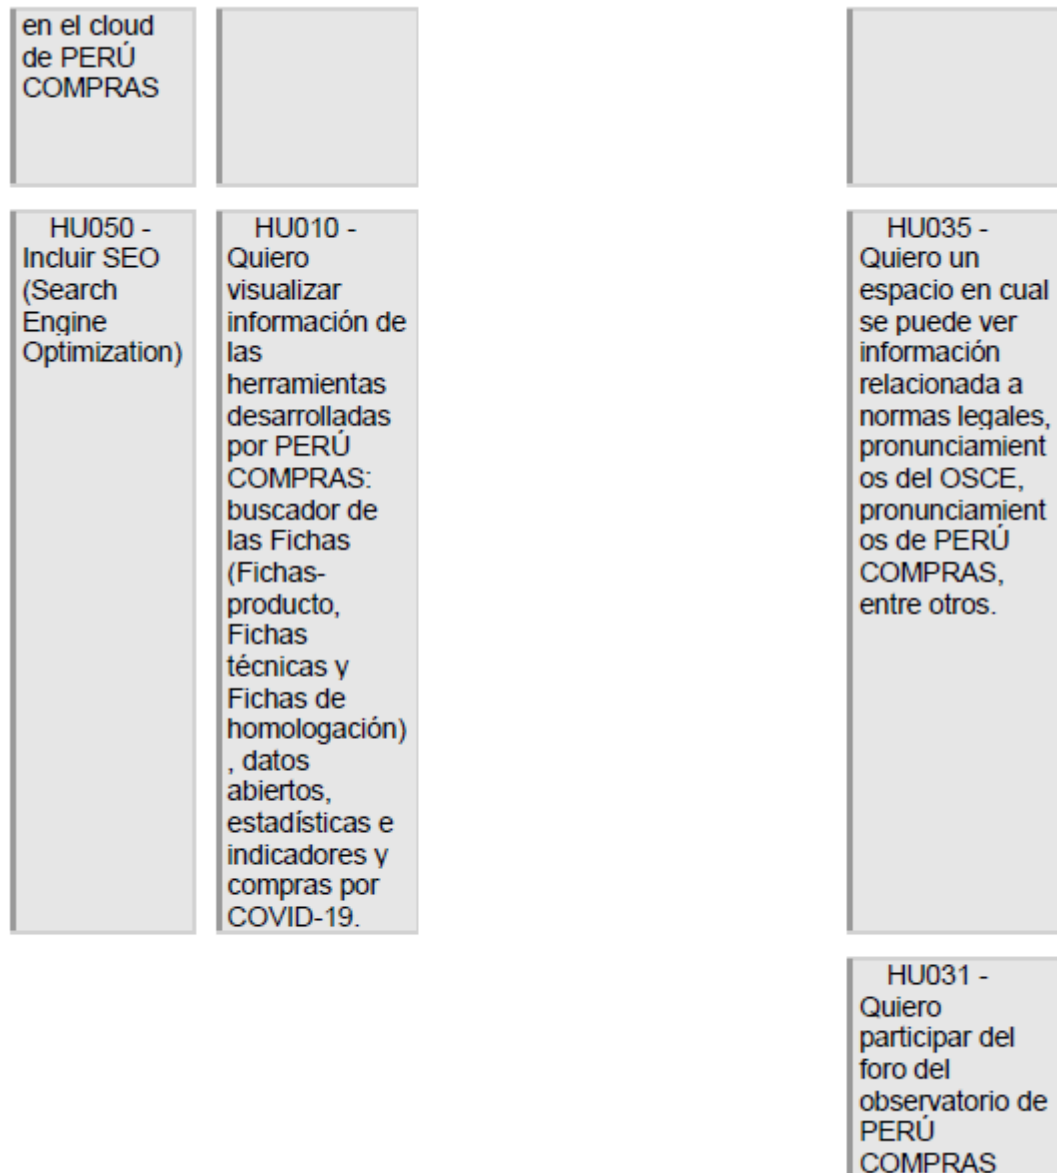 en el cloud
de PERÚ
COMPRAS
HU050 -
Incluir SEO
(Search
Engine
Optimization)
HU010 -
Quiero
visualizar
información de
las
herramientas
desarrolladas
por PERÚ
COMPRAS:
buscador de
las Fichas
(Fichas-
producto,
Fichas
técnicas y
Fichas de
homologación)
, datos
abiertos,
estadísticas e
indicadores y
compras por
COVID-19.
HU035 -
Quiero un
espacio en cual
se puede ver
información
relacionada a
normas legales,
pronunciamient
os del OSCE,
pronunciamient
os de PERÚ
COMPRAS,
entre otros.
HU031 -
Quiero
participar del
foro del
observatorio de
PERÚ
COMPRAS